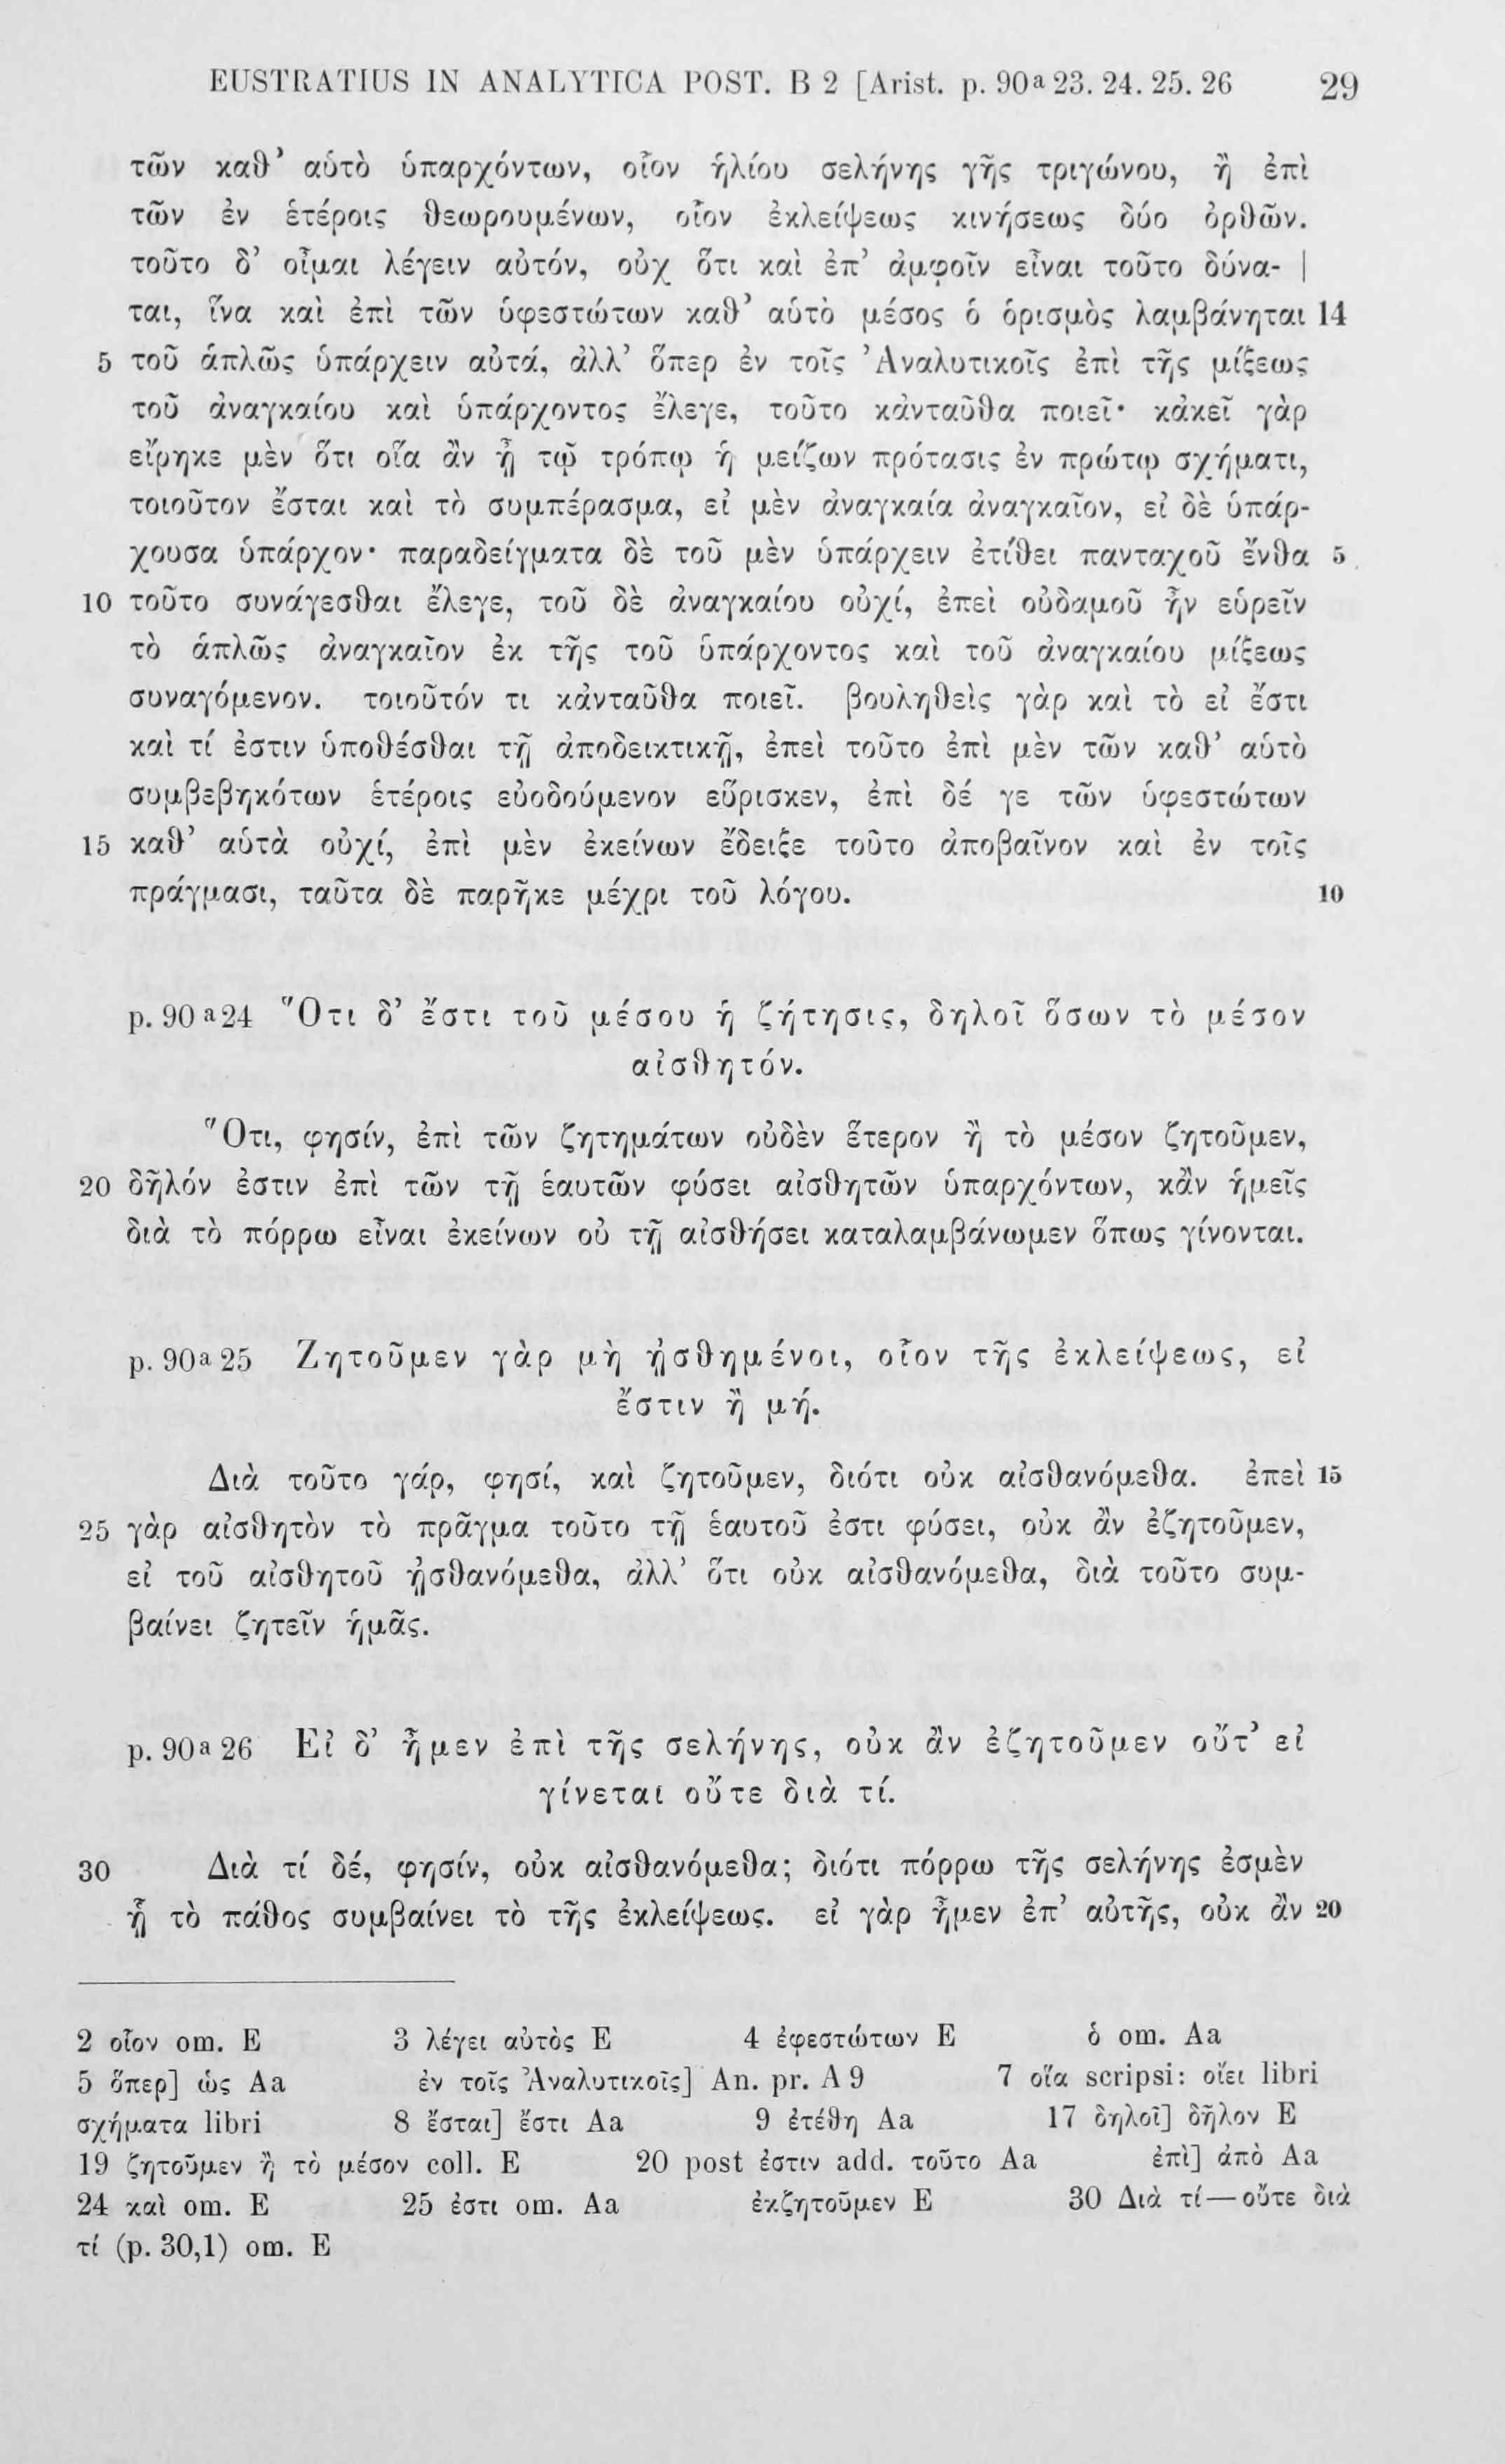 EUSTRATIUS IN ANALYTICA POST. B 2 [Arist. p. 90a 23. 24. 25. 26 29
τῶν καθ’ αὑτὸ ὑπαρχόντων, οἷον ἡλίου σελήνης γῆς τριγώνου, ἢ ἐπὶ
τῶν ἐν ἑτέροις θεωρουμένων, οἷον ἐκλείψεως κινήσεως δύο ὀρθῶν.
τοῦτο δ’ οἶμαι λέγειν αὐτόν, οὐχ ὅτι καὶ ἐπ’ ἀμφοῖν εἶναι τοῦτο δύνα- |
ται, ἵνα καὶ ἐπὶ τῶν ὑφεστώτων καθ’ αὑτὸ μέσος ὁ ὁρισμὸς λαμβάνηται 14
5 τοῦ ἁπλῶς ὑπάρχειν αὐτά, ἀλλ’ ὅπερ ἐν τοῖς Ἀναλυτικοῖς ἐπὶ τῆς μίξεως
τοῦ ἀναγκαίου καὶ ὑπάρχοντος ἔλεγε, τοῦτο κἀνταῦθα ποιεῖ· κἀκεῖ γὰρ
εἴρηκε μὲν ὅτι οἵα ἂν ᾖ τῷ τρόπῳ ἡ μείζων πρότασις ἐν πρώτῳ σχήματι,
τοιοῦτον ἔσται καὶ τὸ συμπέρασμα, εἰ μὲν ἀναγκαία ἀναγκαῖον, εἰ δὲ ὑπάρ-
χουσα ὑπάρχον· παραδείγματα δὲ τοῦ μὲν ὑπάρχειν ἐτίθει πανταχοῦ ἔνθα 5
10 τοῦτο συνάγεσθαι ἔλεγε, τοῦ δὲ ἀναγκαίου οὐχί, ἐπεὶ οὐδαμοῦ ἦν εὑρεῖν
τὸ ἁπλῶς ἀναγκαῖον ἐκ τῆς τοῦ ὑπάρχοντος καὶ τοῦ ἀναγκαίου μίξεως
συναγόμενον. τοιοῦτόν τι κἀνταῦθα ποιεῖ. βουληθεὶς γὰρ καὶ τὸ εἰ ἔστι
καὶ τί ἐστιν ὑποθέσθαι τῇ ἀποδεικτικῇ, ἐπεὶ τοῦτο ἐπὶ μὲν τῶν καθ’ αὑτὸ
συμβεβηκότων ἑτέροις εὐοδούμενον εὕρισκεν, ἐπὶ δέ γε τῶν ὑφεστώτων
15 καθ’ αὑτὰ οὐχί, ἐπὶ μὲν ἐκείνων ἔδειξε τοῦτο ἀποβαῖνον καὶ ἐν τοῖς
πράγμασι, ταῦτα δὲ παρῆκε μέχρι τοῦ λόγου. 10
p. 90a24 Ὅτι δ’ ἔστι τοῦ μέσου ἡ ζήτησις, δηλοῖ ὅσων τὸ μέσον
αἰσθητόν.
Ὅτι, φησίν, ἐπὶ τῶν ζητημάτων οὐδὲν ἕτερον ἢ τὸ μέσον ζητοῦμεν,
20 δῆλόν ἐστιν ἐπὶ τῶν τῇ ἑαυτῶν φύσει αἰσθητῶν ὑπαρχόντων, κἂν ἡμεῖς
διὰ τὸ πόρρω εἶναι ἐκείνων οὐ τῇ αἰσθήσει καταλαμβάνωμεν ὅπως γίνονται.
p. 90a25 Ζητοῦμεν γὰρ μὴ ᾐσθημένοι, οἷον τῆς ἐκλείψεως, εἰ
ἔστιν ἢ μή.
Διὰ τοῦτο γάρ, φησί, καὶ ζητοῦμεν, διότι οὐκ αἰσθανόμεθα. ἐπεὶ 15
25 γὰρ αἰσθητὸν τὸ πρᾶγμα τοῦτο τῇ ἑαυτοῦ ἐστι φύσει, οὐκ ἂν ἐζητοῦμεν,
εἰ τοῦ αἰσθητοῦ ᾐσθανόμεθα, ἀλλ’ ὅτι οὐκ αἰσθανόμεθα, διὰ τοῦτο συμ-
βαίνει ζητεῖν ἡμᾶς.
p. 90a26 Εἰ δ’ ἦμεν ἐπὶ τῆς σελήνης, οὐκ ἂν ἐζητοῦμεν οὔτ’ εἰ
γίνεται οὔτε διὰ τί.
30 Διὰ τί δέ, φησίν, οὐκ αἰσθανόμεθα; διότι πόρρω τῆς σελήνης ἐσμὲν
ᾗ τὸ πάθος συμβαίνει τὸ τῆς ἐκλείψεως. εἰ γὰρ ἦμεν ἐπ’ αὐτῆς, οὐκ ἂν 20
2 οἷον om. E 3 λέγει αὐτὸς E 4 ἐφεστώτων E ὁ om. Aa
5 ὅπερ] ὡς Aa ἐν τοῖς Ἀναλυτικοῖς] An. pr. A 9 7 οἵα scripsi: οἵει libri
σχήματα libri 8 ἔσται] ἔστι Aa 9 ἐτέθη Aa 17 δηλοῖ] δῆλον E
19 ζητοῦμεν ἢ τὸ μέσον coll. E 20 post ἐστιν add. τοῦτο Aa ἐπὶ] ἀπὸ Aa
24 καὶ om. E 25 ἐστι om. Aa ἐκζητοῦμεν E 30 Διὰ τί — οὔτε διὰ
τί (p. 30,1) om. E